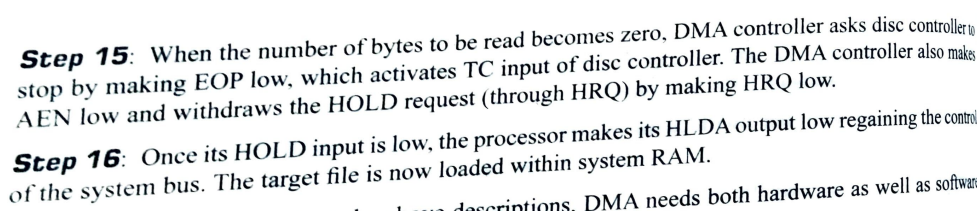 Step 15: When the number of bytes to be read becomes zero, DMA controller asks disc controller to
stop by making EOP low, which activates TC input of disc controller. The DMA controller also makes
AEN low and withdraws the HOLD request (through HRQ) by making HRQ low.
Step 16: Once its HOLD input is low, the processor makes its HLDA output low regaining the control
of the system bus. The target file is now loaded within system RAM.
descriptions, DMA needs both hardware as well as software